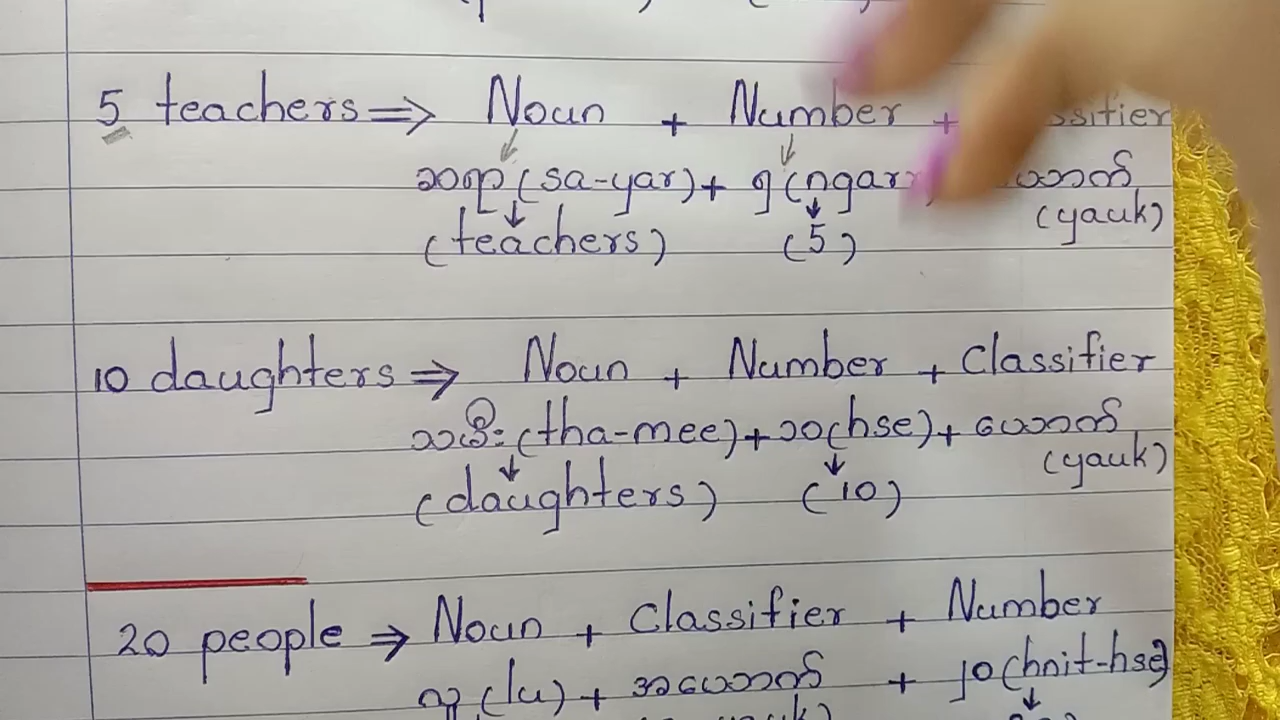 5 teachers ⇒ Noun + Number +
ဆရာ (sa-yar) + ၅ (ngar) ယောက်
(yauk)
(teachers) (5)
10 daughters ⇒ Noun + Number + Classifier
သမီး (tha-mee) + ၁၀ (hse) + ယောက်
(yauk)
(daughters) (10)
20 people ⇒ Noun + Classifier + Number
လူ (lu) + အယောက် + ၂၀ (hnit-hse)